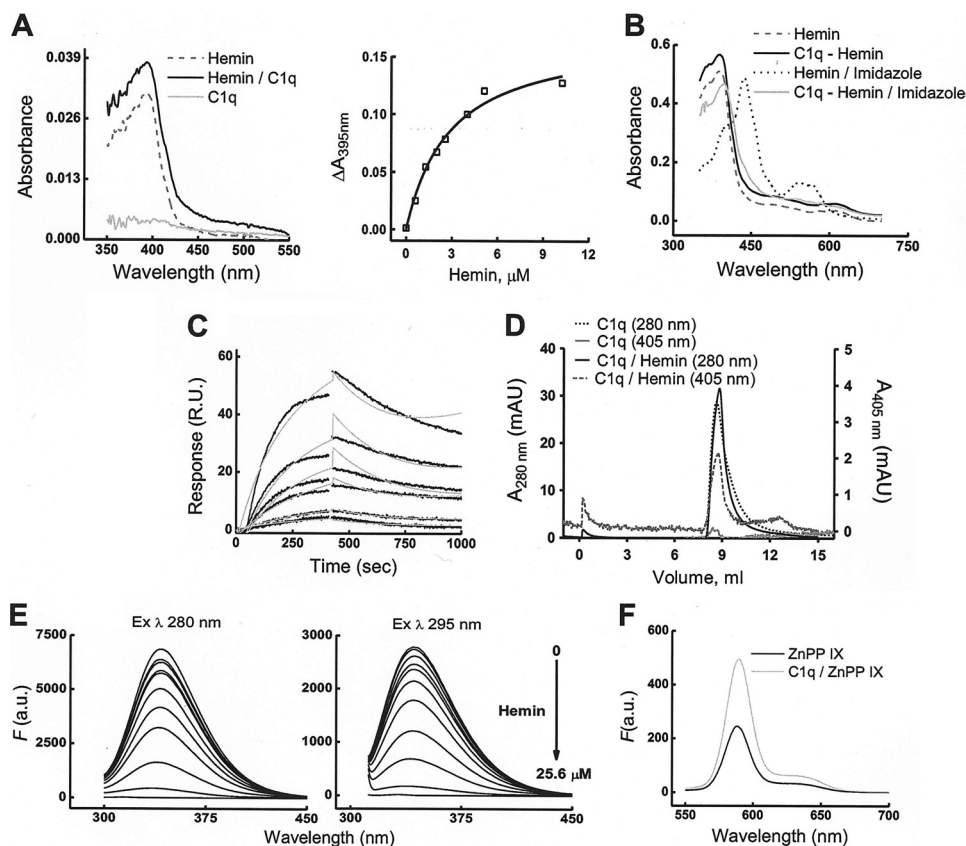 A
0.039
0.026
0.013
0.000
Absorbance
Hemin
Hemin / C1q
C1q
350 400 450 500 550
Wavelength (nm)
0.15
0.10
0.05
0.00
ΔA395nm
0 3 6 9 12
Hemin, μM
B
0.6
0.4
0.2
0.0
Absorbance
Hemin
C1q - Hemin
Hemin / Imidazole
C1q - Hemin / Imidazole
300 450 600 750
Wavelength (nm)
C
60
40
20
0
Response (R.U.)
0 250 500 750 1000
Time (sec)
D
C1q (280 nm)
C1q (405 nm)
C1q / Hemin (280 nm)
C1q / Hemin (405 nm)
40
30
20
10
0
A280 nm (mAU)
5
4
3
2
1
0
A405 nm (mAU)
0 3 6 9 12 15
Volume, ml
E
Ex λ 280 nm
7500
5000
2500
0
F (a.u.)
300 375 450
Ex λ 295 nm
3000
2000
1000
0
0
Hemin
25.6 μM
300 375 450
Wavelength (nm)
F
600
400
200
0
F(a.u.)
ZnPP IX
C1q / ZnPP IX
550 600 650 700
Wavelength (nm)